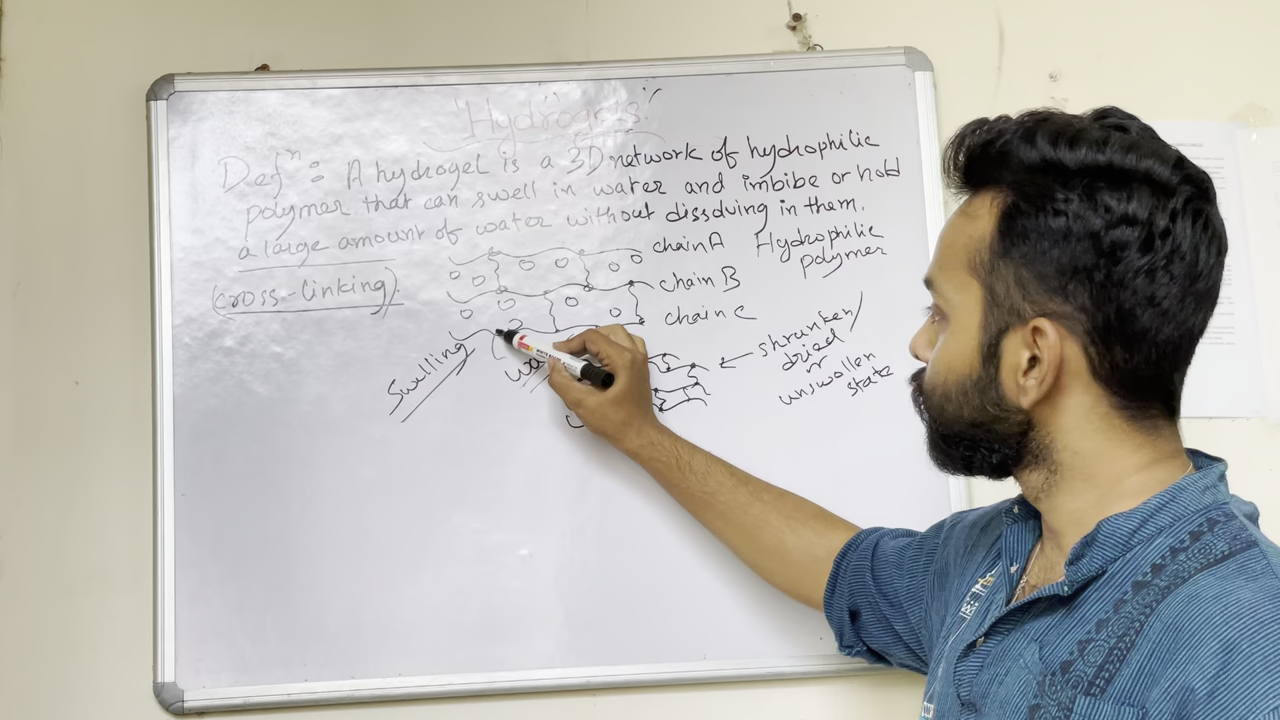 "Hydrogels"
Defⁿ : A hydrogel is a 3D network of hydrophilic
polymer that can swell in water and imbibe or hold
a large amount of water without dissolving in them.
(cross-linking)
chain A
Hydrophilic
polymer
chain B
chain C
Swelling
shrunken/
dried
or
unswollen
state